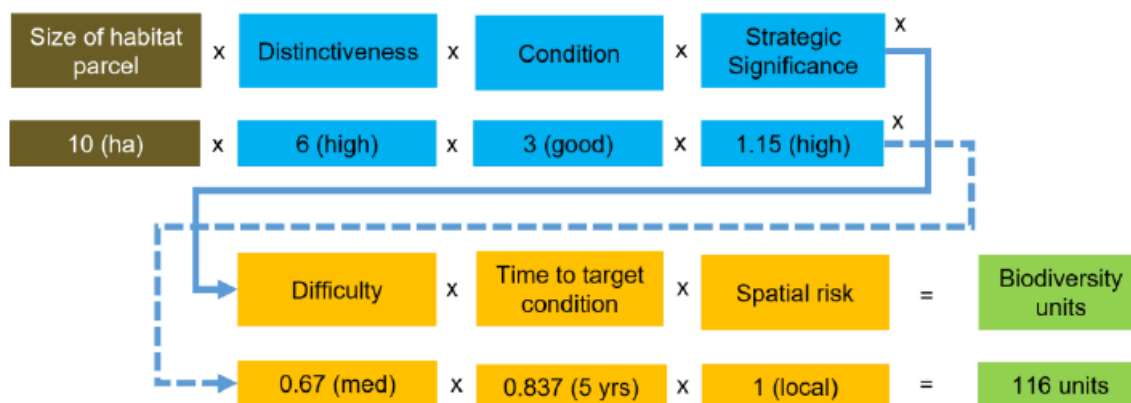 Size of habitat parcel x Distinctiveness x Condition x Strategic Significance x
10 (ha) x 6 (high) x 3 (good) x 1.15 (high) x
Difficulty x Time to target condition x Spatial risk = Biodiversity units
0.67 (med) x 0.837 (5 yrs) x 1 (local) = 116 units